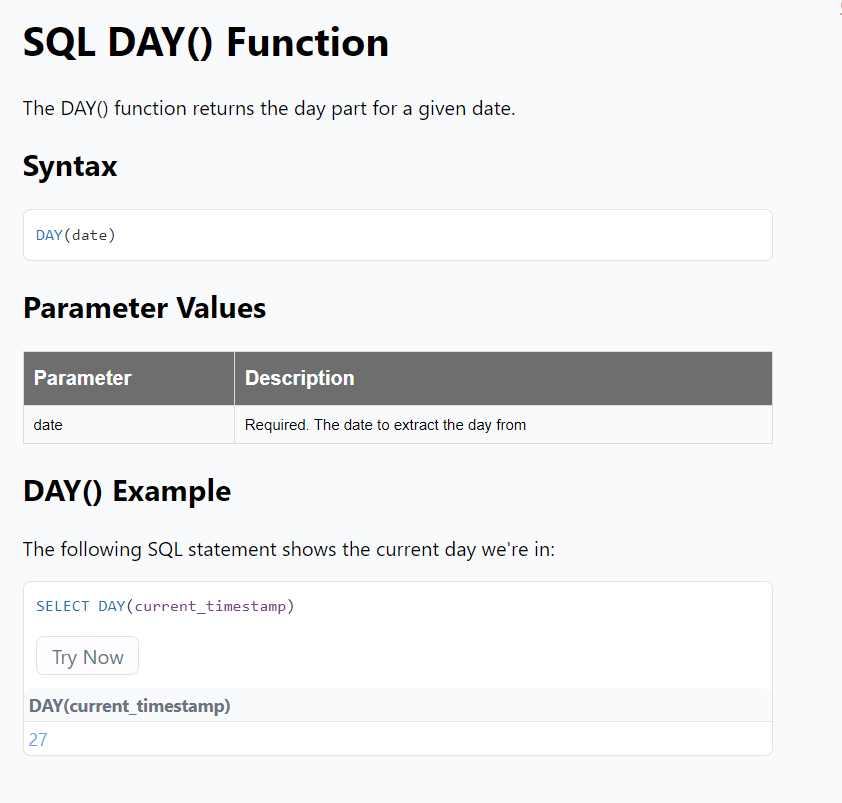 SQL DAY() Function
The DAY() function returns the day part for a given date.
Syntax
DAY(date)
Parameter Values
Parameter Description
date Required. The date to extract the day from
DAY() Example
The following SQL statement shows the current day we're in:
SELECT DAY(current_timestamp)
Try Now
DAY(current_timestamp)
27